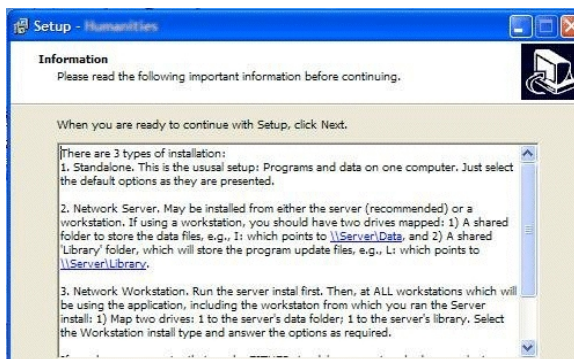 Setup - Humanities
Information
Please read the following important information before continuing.
When you are ready to continue with Setup, click Next.
There are 3 types of installation:
1. Standalone. This is the ususal setup: Programs and data on one computer. Just select
the default options as they are presented.
2. Network Server. May be installed from either the server (recommended) or a
workstation. If using a workstation, you should have two drives mapped: 1) A shared
folder to store the data files, e.g., I: which points to \\Server\Data, and 2) A shared
'Library' folder, which will store the program update files, e.g., L: which points to
\\Server\Library.
3. Network Workstation. Run the server instal first. Then, at ALL workstations which will
be using the application, including the workstaton from which you ran the Server
install: 1) Map two drives: 1 to the server's data folder; 1 to the server's library. Select
the Workstation install type and answer the options as required.